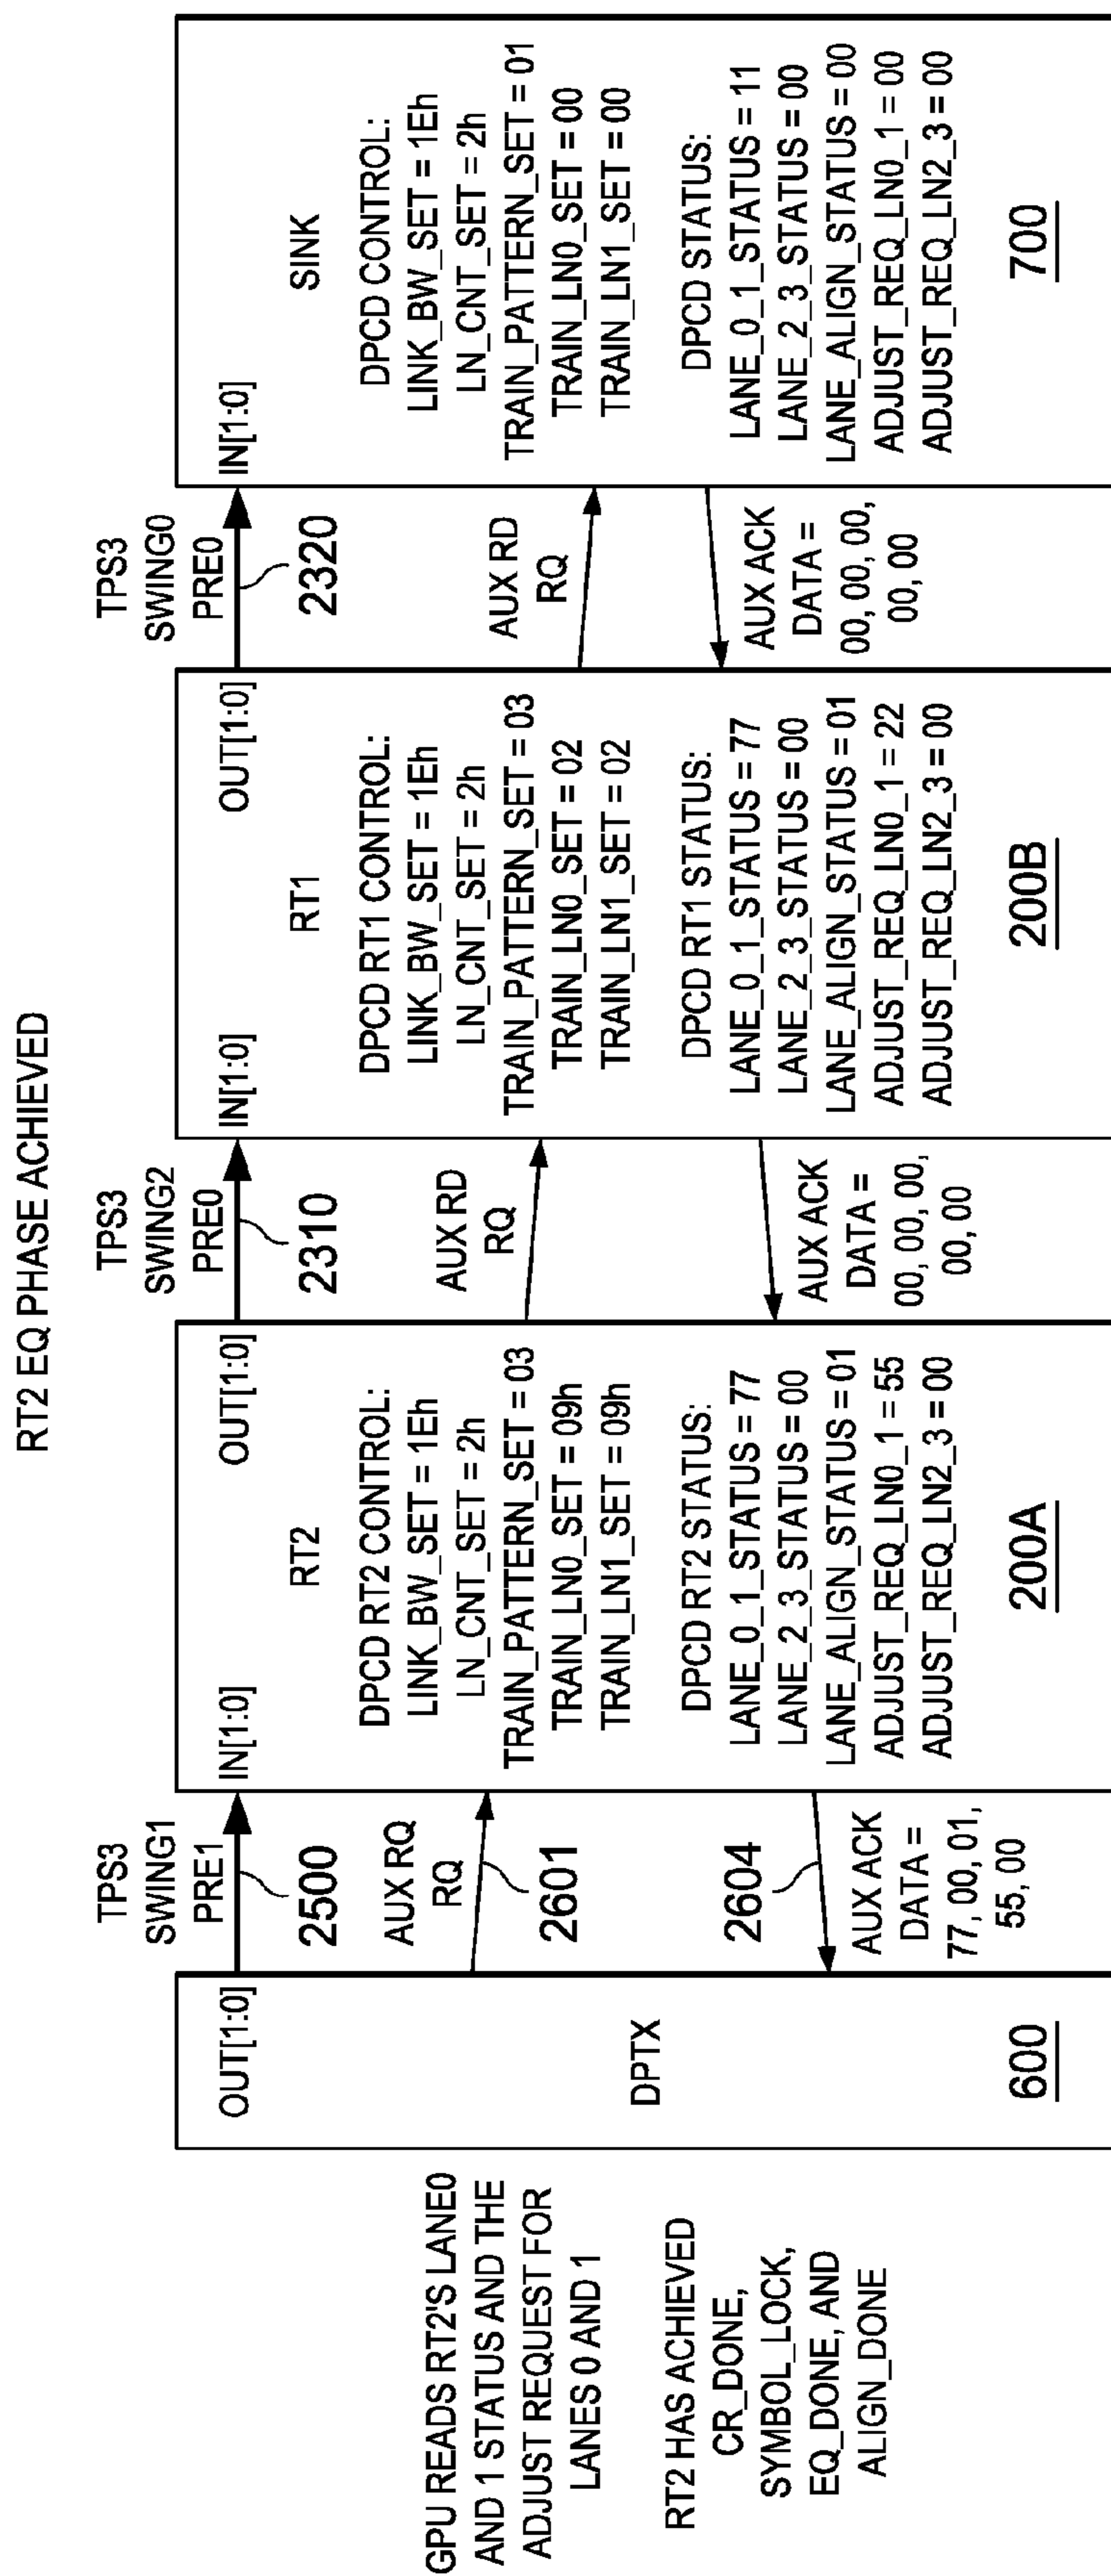 RT2 EQ PHASE ACHIEVED
GPU READS RT2'S LANE0
AND 1 STATUS AND THE
ADJUST REQUEST FOR
LANES 0 AND 1
RT2 HAS ACHIEVED
CR_DONE,
SYMBOL_LOCK,
EQ_DONE, AND
ALIGN_DONE
OUT[1:0]
DPTX
600
TPS3
SWING1
PRE1
2500
AUX RQ
RQ
2601
2604
AUX ACK
DATA =
77, 00, 01,
55, 00
IN[1:0]
OUT[1:0]
RT2
DPCD RT2 CONTROL:
LINK_BW_SET = 1Eh
LN_CNT_SET = 2h
TRAIN_PATTERN_SET = 03
TRAIN_LN0_SET = 09h
TRAIN_LN1_SET = 09h
DPCD RT2 STATUS:
LANE_0_1_STATUS = 77
LANE_2_3_STATUS = 00
LANE_ALIGN_STATUS = 01
ADJUST_REQ_LN0_1 = 55
ADJUST_REQ_LN2_3 = 00
200A
TPS3
SWING2
PRE0
2310
AUX RD
RQ
AUX ACK
DATA =
00, 00, 00,
00, 00
IN[1:0]
OUT[1:0]
RT1
DPCD RT1 CONTROL:
LINK_BW_SET = 1Eh
LN_CNT_SET = 2h
TRAIN_PATTERN_SET = 03
TRAIN_LN0_SET = 02
TRAIN_LN1_SET = 02
DPCD RT1 STATUS:
LANE_0_1_STATUS = 77
LANE_2_3_STATUS = 00
LANE_ALIGN_STATUS = 01
ADJUST_REQ_LN0_1 = 22
ADJUST_REQ_LN2_3 = 00
200B
TPS3
SWING0
PRE0
2320
AUX RD
RQ
AUX ACK
DATA =
00, 00, 00,
00, 00
IN[1:0]
SINK
DPCD CONTROL:
LINK_BW_SET = 1Eh
LN_CNT_SET = 2h
TRAIN_PATTERN_SET = 01
TRAIN_LN0_SET = 00
TRAIN_LN1_SET = 00
DPCD STATUS:
LANE_0_1_STATUS = 11
LANE_2_3_STATUS = 00
LANE_ALIGN_STATUS = 00
ADJUST_REQ_LN0_1 = 00
ADJUST_REQ_LN2_3 = 00
700